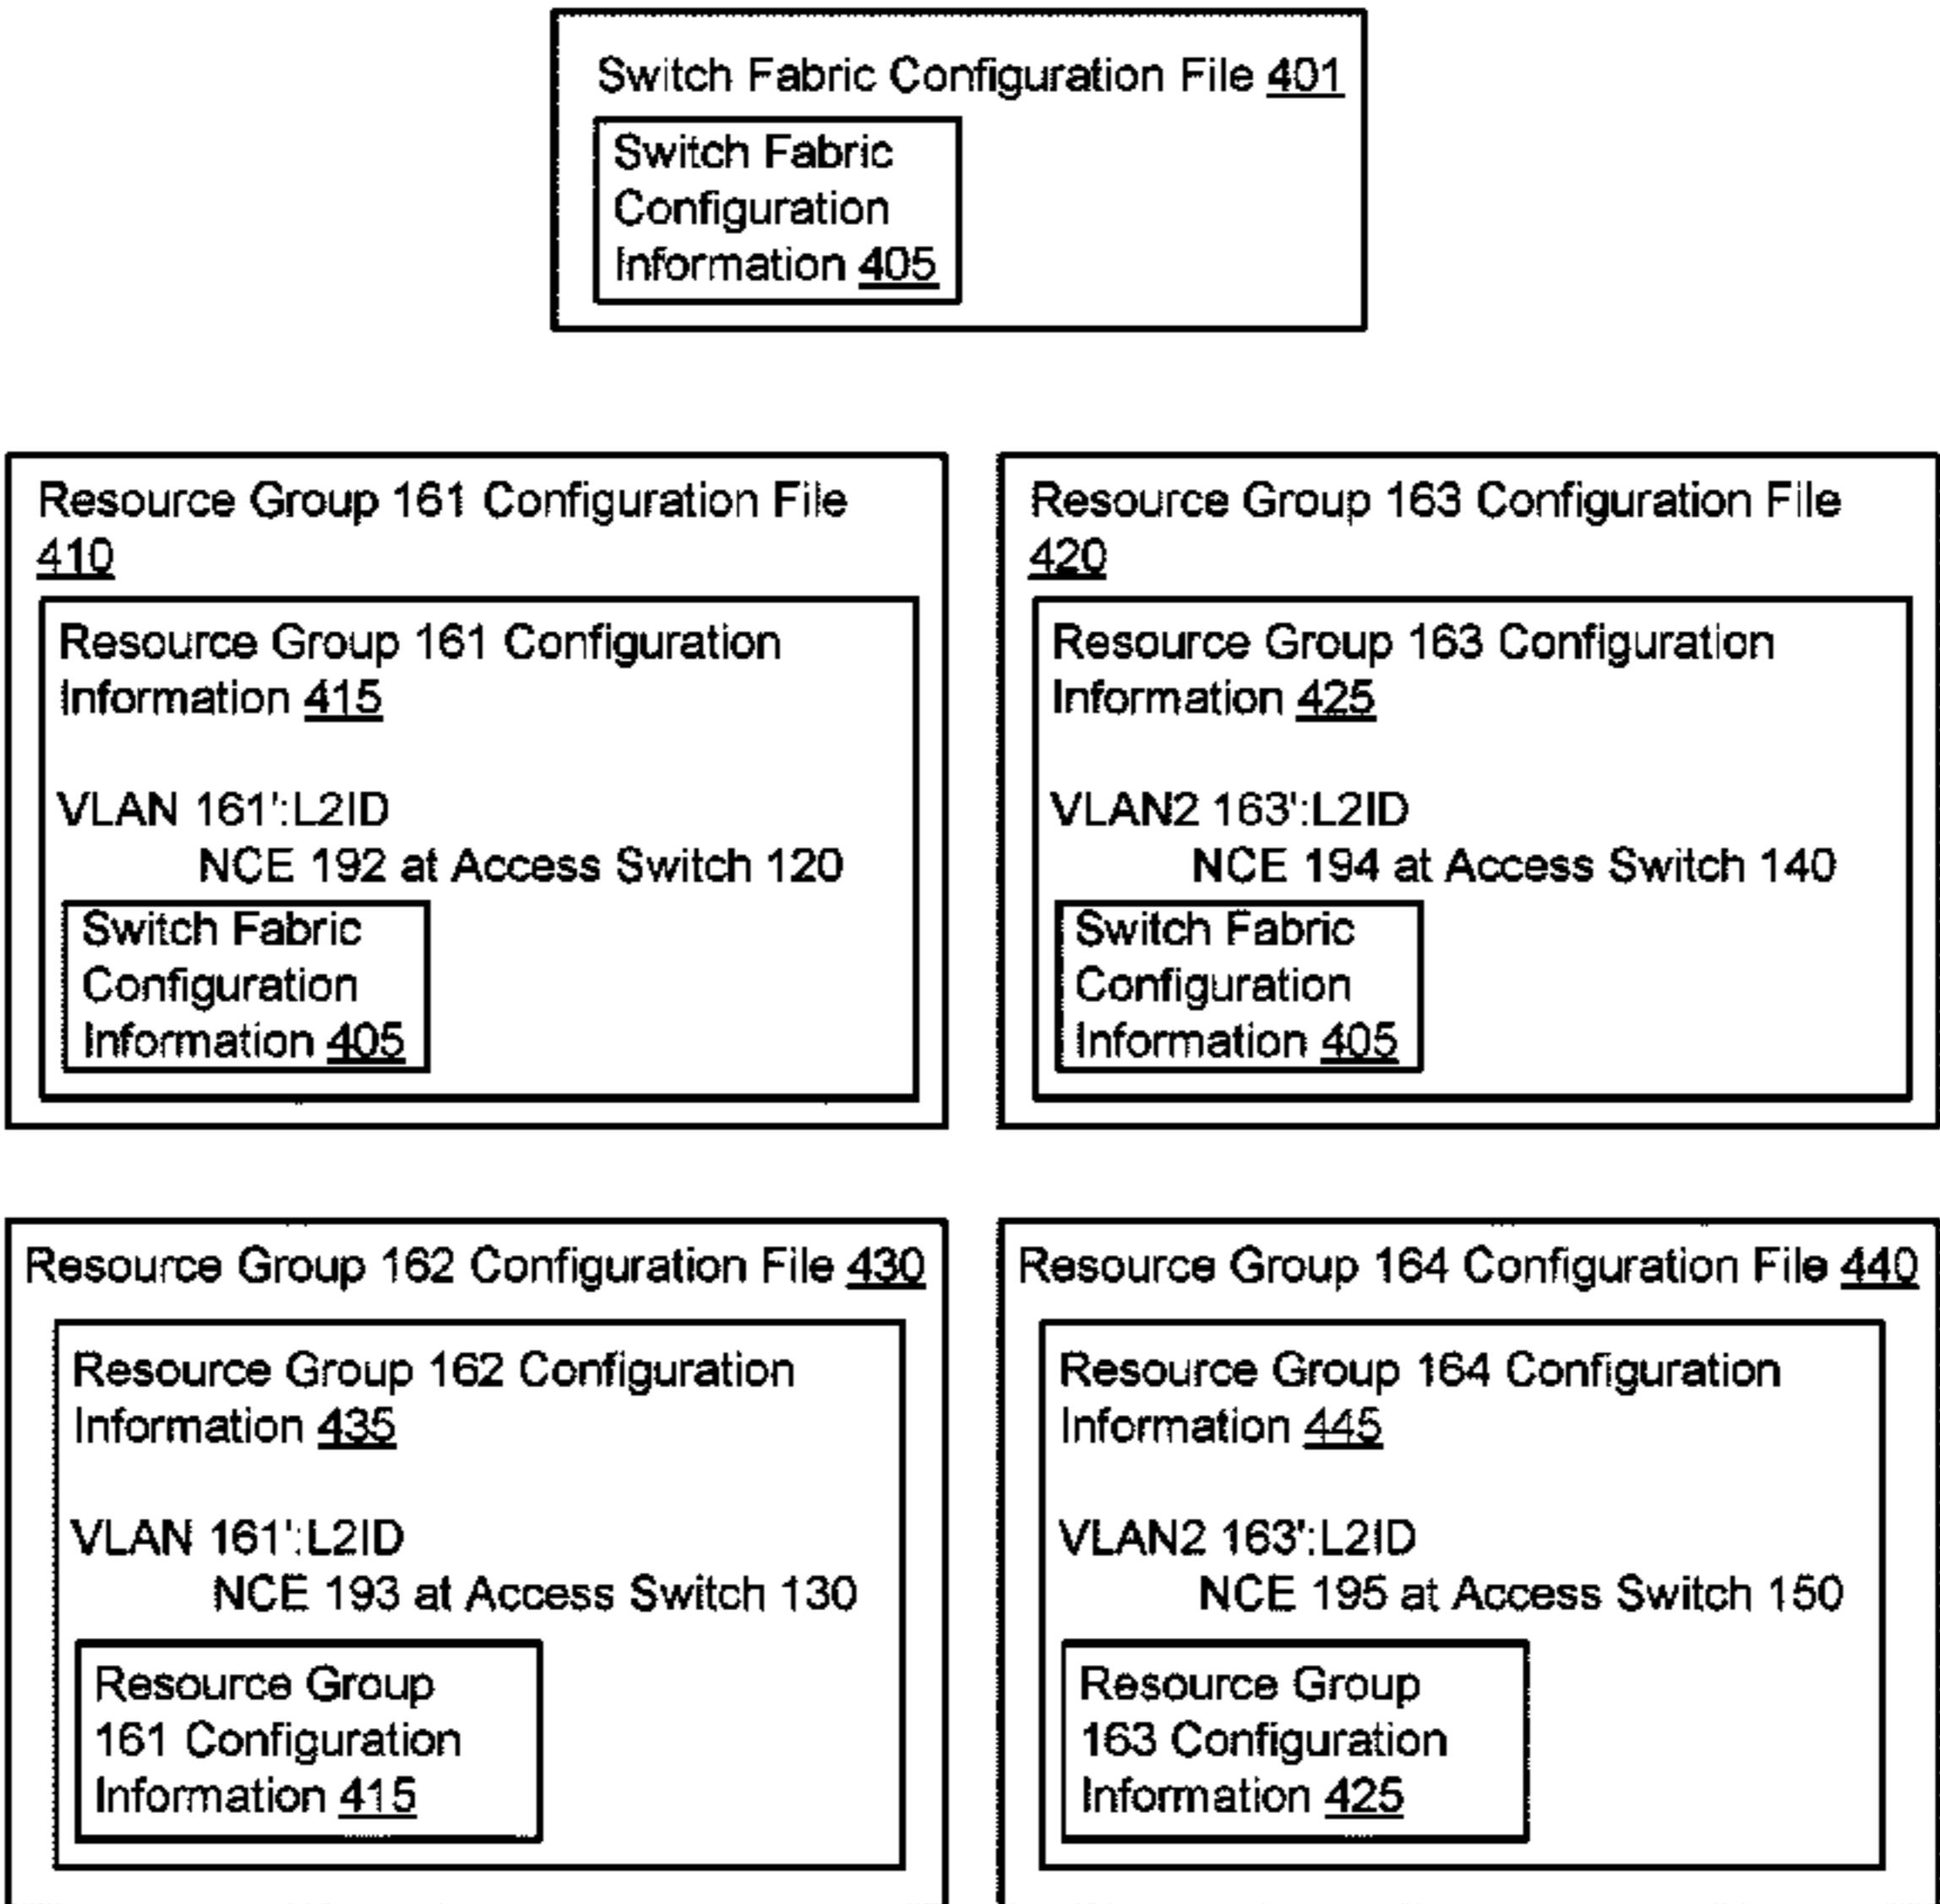 Switch Fabric Configuration File 401
Switch Fabric
Configuration
Information 405
Resource Group 161 Configuration File
410
Resource Group 161 Configuration
Information 415
VLAN 161':L2ID
NCE 192 at Access Switch 120
Switch Fabric
Configuration
Information 405
Resource Group 163 Configuration File
420
Resource Group 163 Configuration
Information 425
VLAN2 163':L2ID
NCE 194 at Access Switch 140
Switch Fabric
Configuration
Information 405
Resource Group 162 Configuration File 430
Resource Group 162 Configuration
Information 435
VLAN 161':L2ID
NCE 193 at Access Switch 130
Resource Group
161 Configuration
Information 415
Resource Group 164 Configuration File 440
Resource Group 164 Configuration
Information 445
VLAN2 163':L2ID
NCE 195 at Access Switch 150
Resource Group
163 Configuration
Information 425